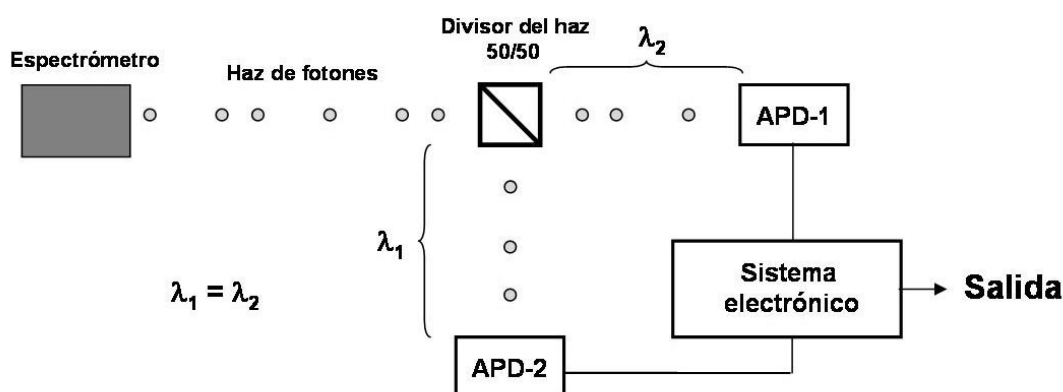 Divisor del haz
50/50
Espectrómetro
Haz de fotones
λ2
APD-1
λ1
λ1 = λ2
Sistema
electrónico
Salida
APD-2